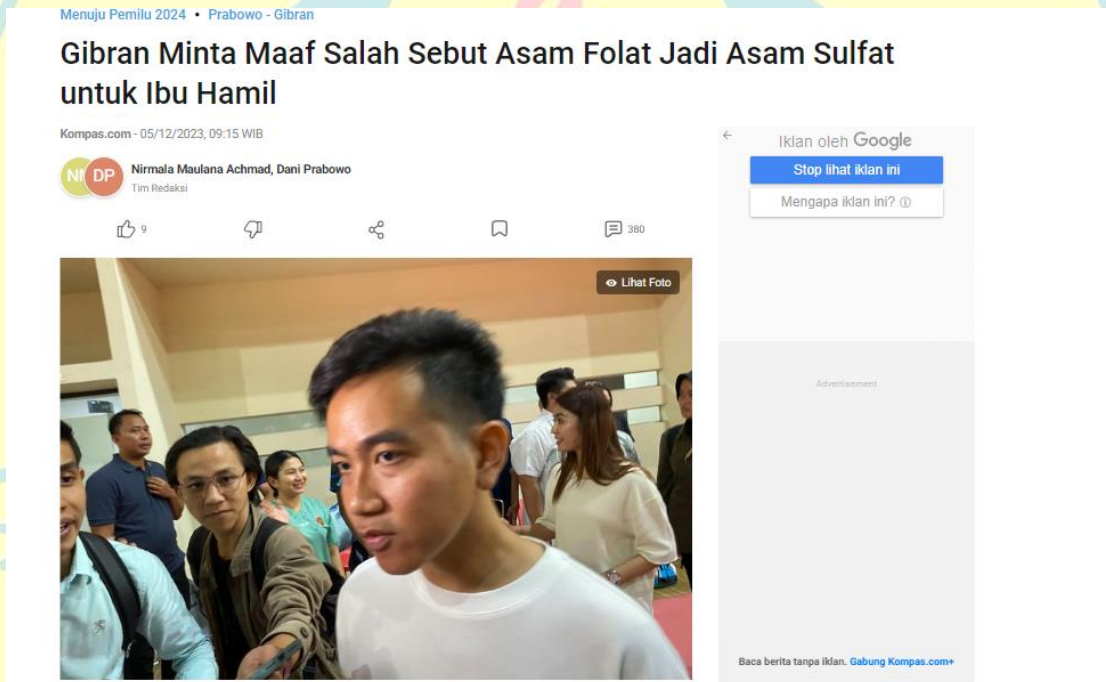 Menuju Pemilu 2024 • Prabowo - Gibran
Gibran Minta Maaf Salah Sebut Asam Folat Jadi Asam Sulfat
untuk Ibu Hamil
Kompas.com - 05/12/2023, 09:15 WIB
NM DP
Nirmala Maulana Achmad, Dani Prabowo
Tim Redaksi
9
380
Lihat Foto
Iklan oleh Google
Stop lihat iklan ini
Mengapa iklan ini?
Advertisement
Baca berita tanpa iklan. Gabung Kompas.com+